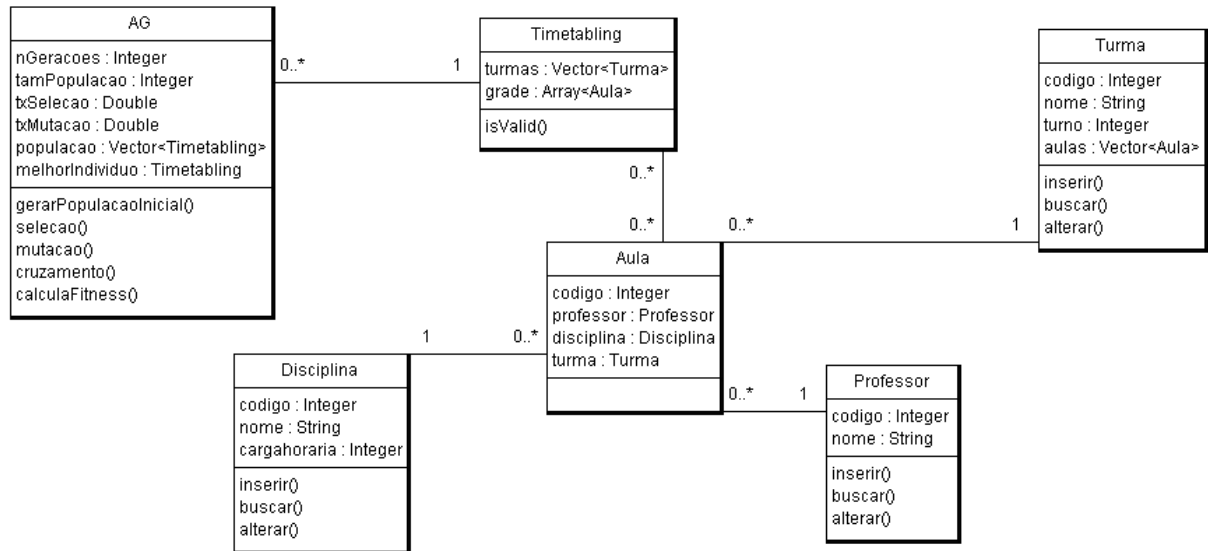 AG
nGeracoes : Integer
tamPopulacao : Integer
txSelecao : Double
txMutacao : Double
populacao : Vector<Timetabling>
melhorIndividuo : Timetabling
gerarPopulacaoInicial()
selecao()
mutacao()
cruzamento()
calculaFitness()
0..*
1
Timetabling
turmas : Vector<Turma>
grade : Array<Aula>
isValid()
0..*
0..*
Turma
codigo : Integer
nome : String
turno : Integer
aulas : Vector<Aula>
inserir()
buscar()
alterar()
0..*
1
Aula
codigo : Integer
professor : Professor
disciplina : Disciplina
turma : Turma
1
0..*
Disciplina
codigo : Integer
nome : String
cargahoraria : Integer
inserir()
buscar()
alterar()
0..*
1
Professor
codigo : Integer
nome : String
inserir()
buscar()
alterar()